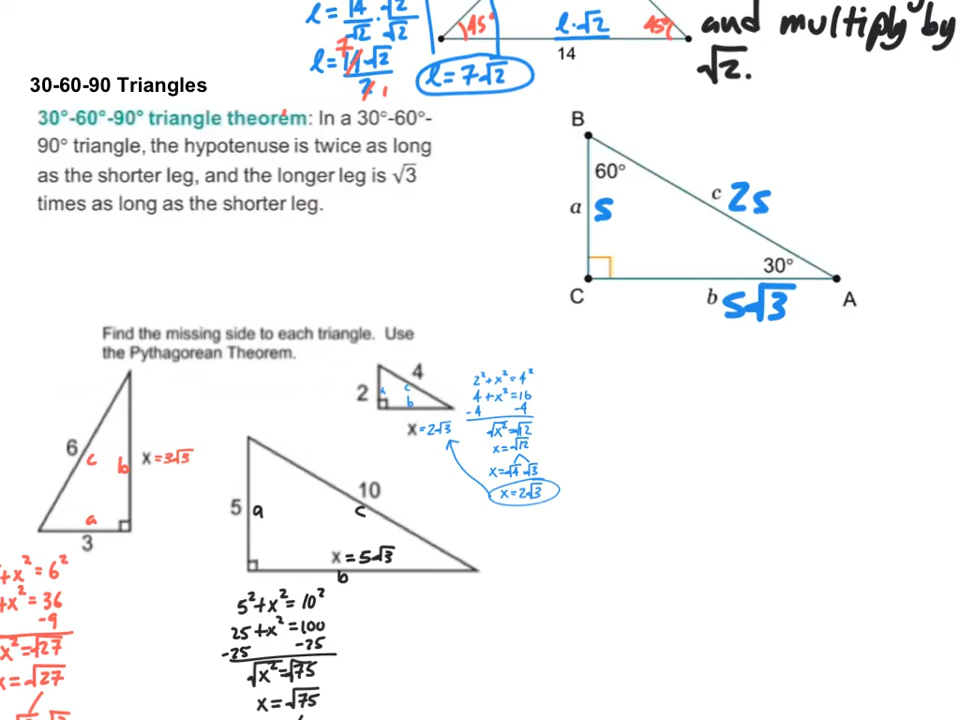 l = 14/√2 · √2/√2
l = 14√2/2
7
1
l = 7√2
45°
l·√2
45°
14
and multiply by
√2.
30-60-90 Triangles
30°-60°-90° triangle theorem: In a 30°-60°-
90° triangle, the hypotenuse is twice as long
as the shorter leg, and the longer leg is √3
times as long as the shorter leg.
B
60°
a s
c 2s
30°
C
b s√3
A
Find the missing side to each triangle. Use
the Pythagorean Theorem.
6
c
b
x = 3√3
a
3
+x² = 6²
+x² = 36
-9
x² = √27
x = √27
2
4
a
c
b
x = 2√3
2² + x² = 4²
4 + x² = 16
-4 -4
√x² = √12
x = √12
x = √4 √3
x = 2√3
5 a
10
c
x = 5√3
b
5² + x² = 10²
25 + x² = 100
-25 -25
√x² = √75
x = √75